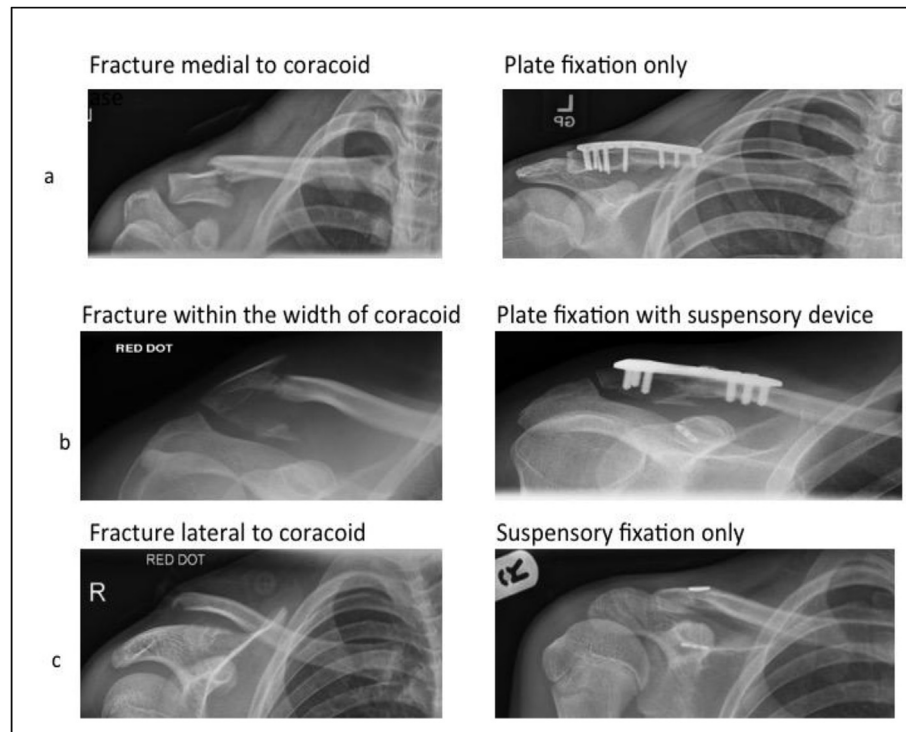 Fracture medial to coracoid
Plate fixation only
ase
L
L
GP
a
Fracture within the width of coracoid
Plate fixation with suspensory device
RED DOT
b
Fracture lateral to coracoid
Suspensory fixation only
RED DOT
R
R
c